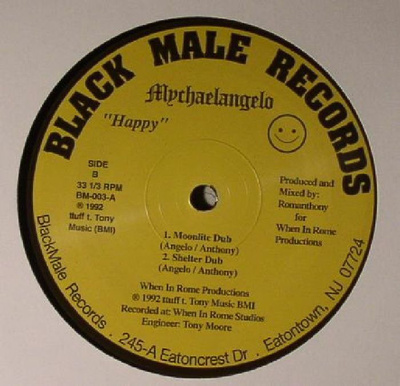 BLACK MALE RECORDS
Mychaelangelo
"Happy"
SIDE
B
33 1/3 RPM
BM-003-A
℗ 1992
ttuff t. Tony
Music (BMI)
Produced and
Mixed by:
Romanthony
for
When In Rome
Productions
1. Moonlite Dub
(Angelo / Anthony)
2. Shelter Dub
(Angelo / Anthony)
When In Rome Productions
℗ 1992 ttuff t. Tony Music BMI
Recorded at: When In Rome Studios
Engineer: Tony Moore
BlackMale Records . 245-A Eatoncrest Dr . Eatontown, NJ 07724